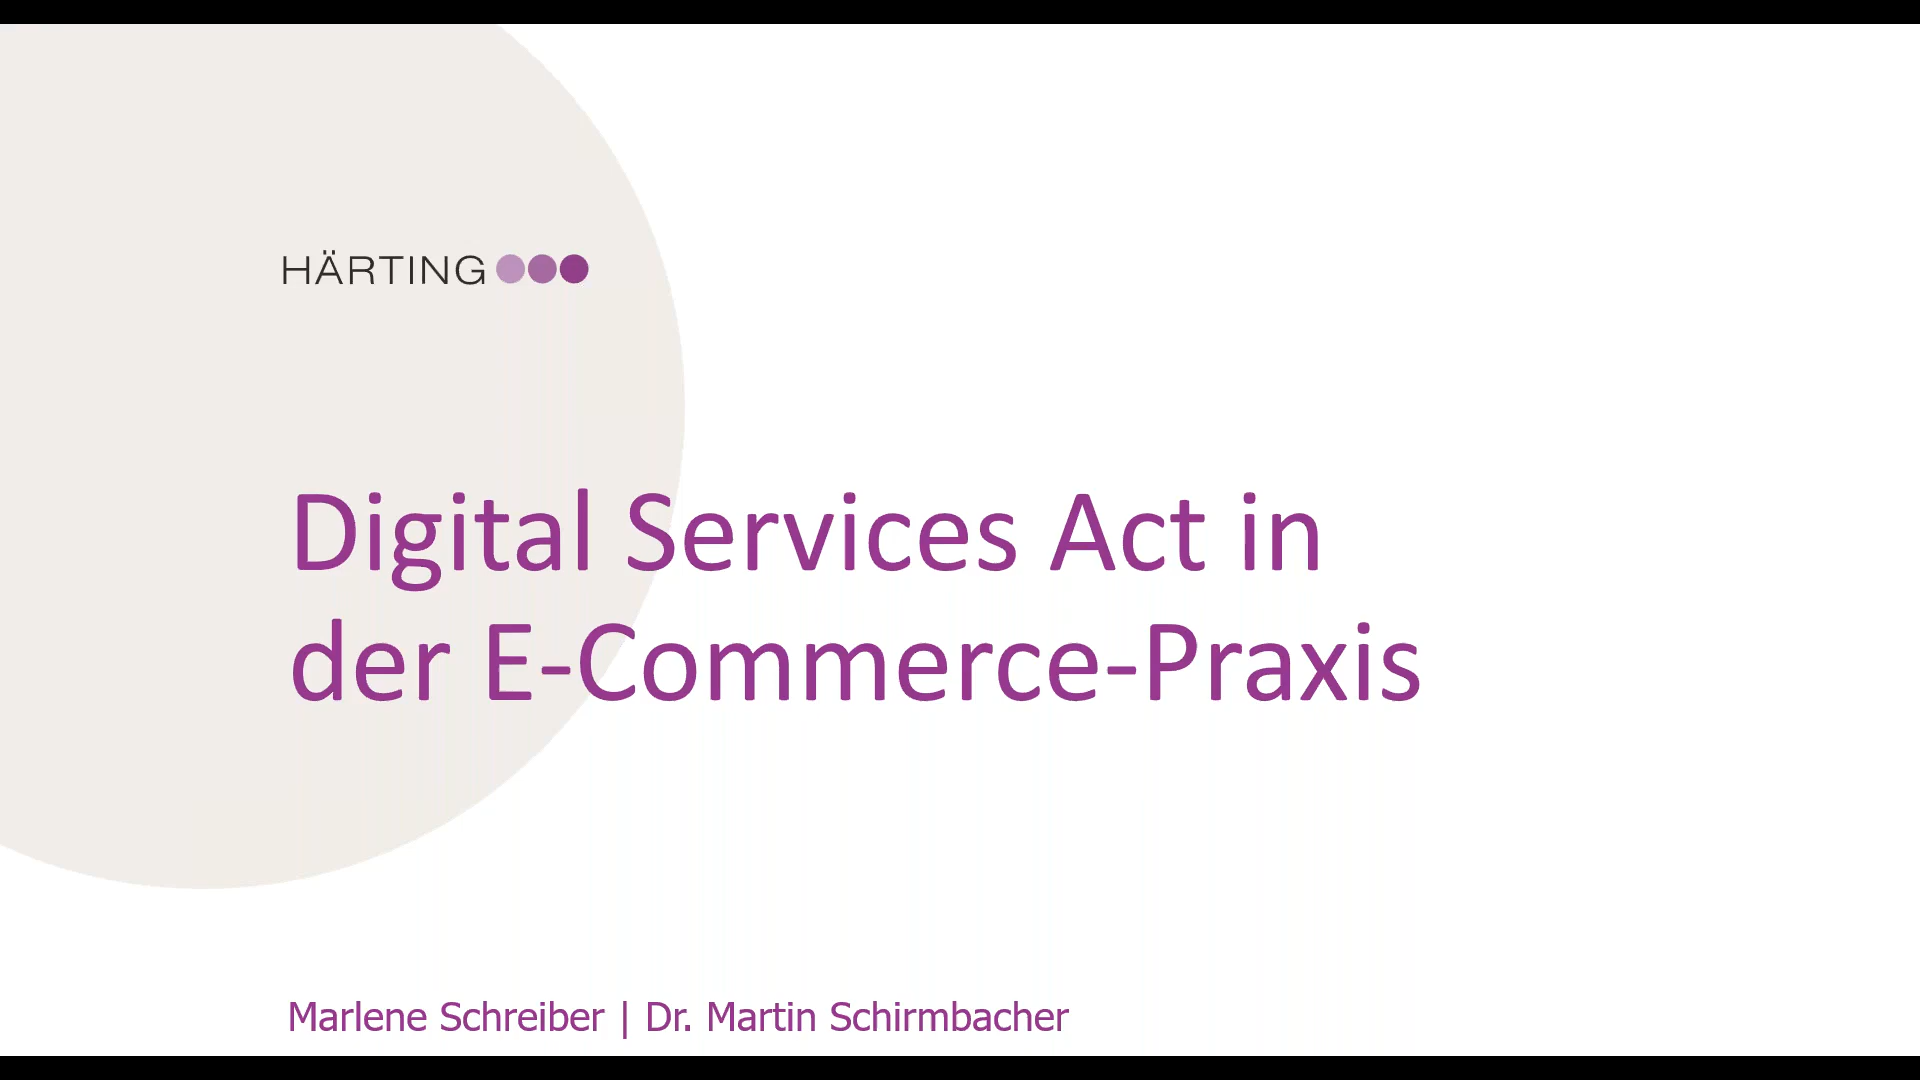 HÄRTING
Digital Services Act in
der E-Commerce-Praxis
Marlene Schreiber | Dr. Martin Schirmbacher